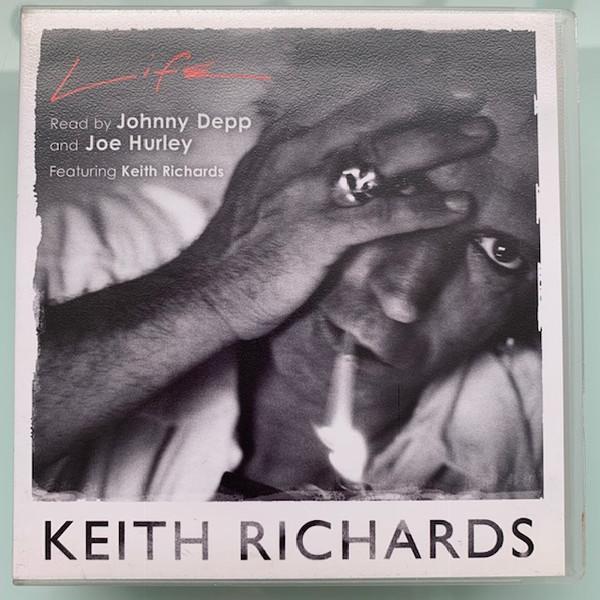 Life
Read by Johnny Depp
and Joe Hurley
Featuring Keith Richards
KEITH RICHARDS